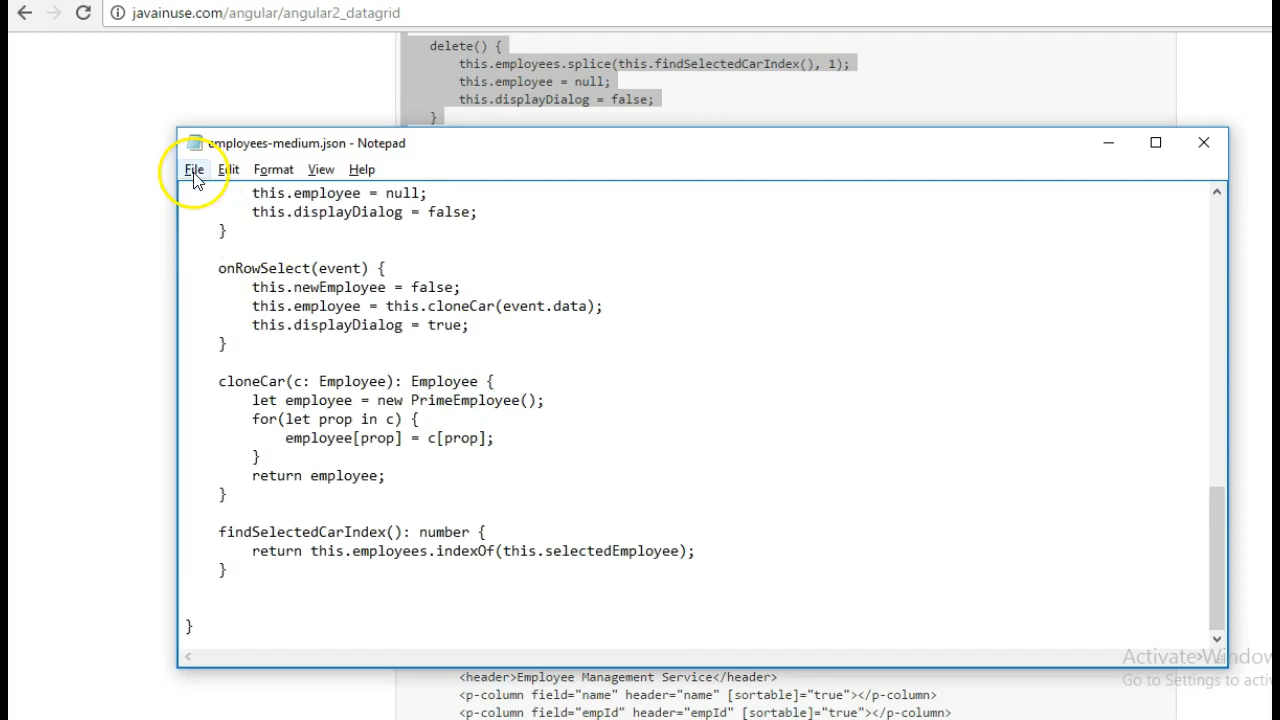 javainuse.com/angular/angular2_datagrid
delete() {
this.employees.splice(this.findSelectedCarIndex(), 1);
this.employee = null;
this.displayDialog = false;
}
employees-medium.json - Notepad
File Edit Format View Help
this.employee = null;
this.displayDialog = false;
}
onRowSelect(event) {
this.newEmployee = false;
this.employee = this.cloneCar(event.data);
this.displayDialog = true;
}
cloneCar(c: Employee): Employee {
let employee = new PrimeEmployee();
for(let prop in c) {
employee[prop] = c[prop];
}
return employee;
}
findSelectedCarIndex(): number {
return this.employees.indexOf(this.selectedEmployee);
}
}
Activate Window
Go to Settings to activ
<header>Employee Management Service</header>
<p-column field="name" header="name" [sortable]="true"></p-column>
<p-column field="empId" header="empId" [sortable]="true"></p-column>